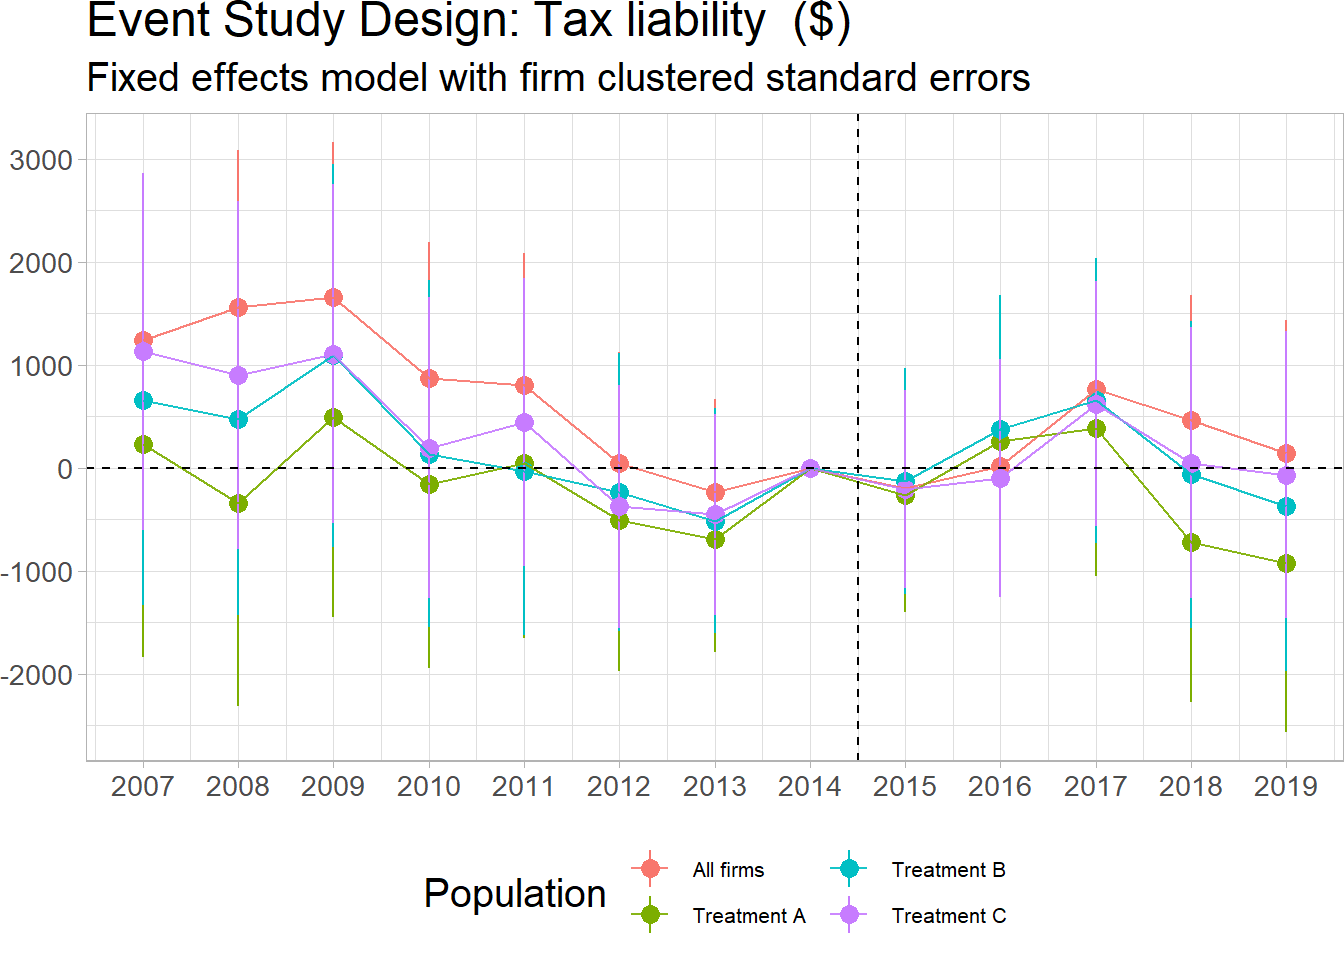 Event Study Design: Tax liability  ($)
Fixed effects model with firm clustered standard errors
3000
2000
1000
0
-1000
-2000
2007 2008 2009 2010 2011 2012 2013 2014 2015 2016 2017 2018 2019
Population
All firms
Treatment A
Treatment B
Treatment C